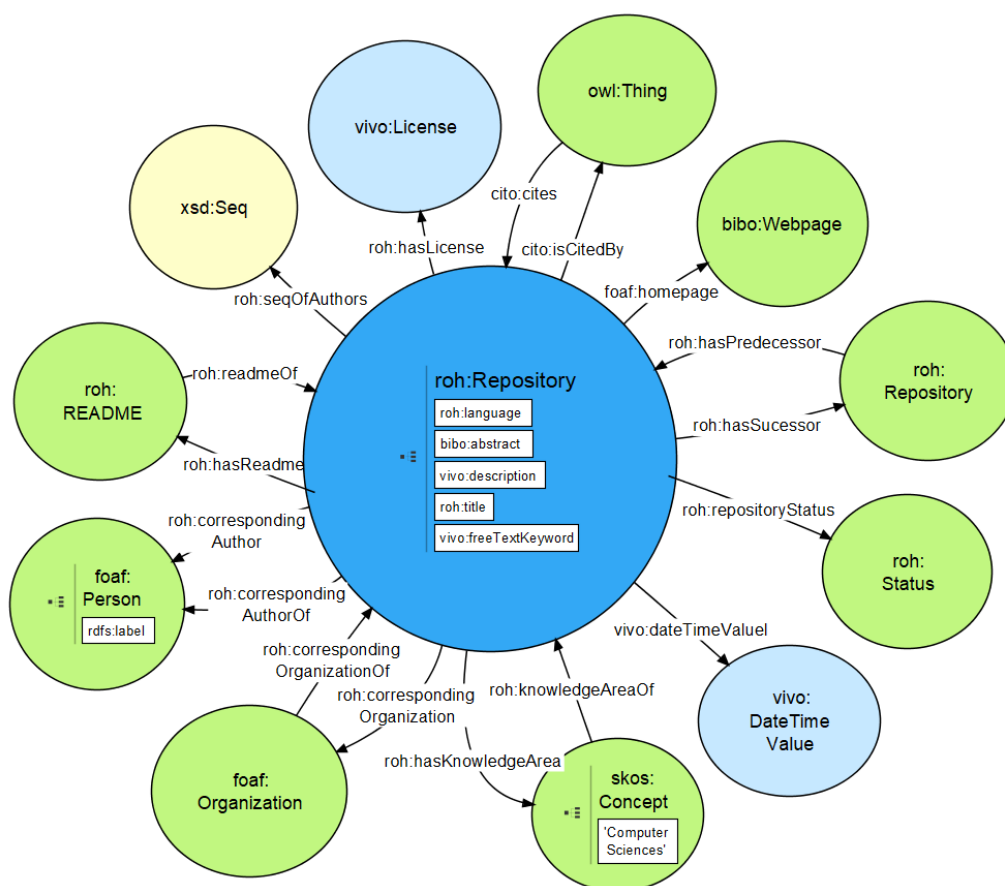 owl:Thing
vivo:License
cito:cites
xsd:Seq
bibo:Webpage
roh:hasLicense
cito:isCitedBy
foaf:homepage
roh:seqOfAuthors
roh:hasPredecessor
roh:readmeOf
roh:
README
roh:
Repository
roh:Repository
roh:language
bibo:abstract
vivo:description
roh:title
vivo:freeTextKeyword
roh:hasSucessor
roh:hasReadme
roh:repositoryStatus
roh:corresponding
Author
roh:
Status
foaf:
Person
rdfs:label
roh:corresponding
AuthorOf
vivo:dateTimeValuel
roh:corresponding
OrganizationOf
roh:knowledgeAreaOf
roh:corresponding
Organization
vivo:
DateTime
Value
roh:hasKnowledgeArea
foaf:
Organization
skos:
Concept
'Computer
Sciences'